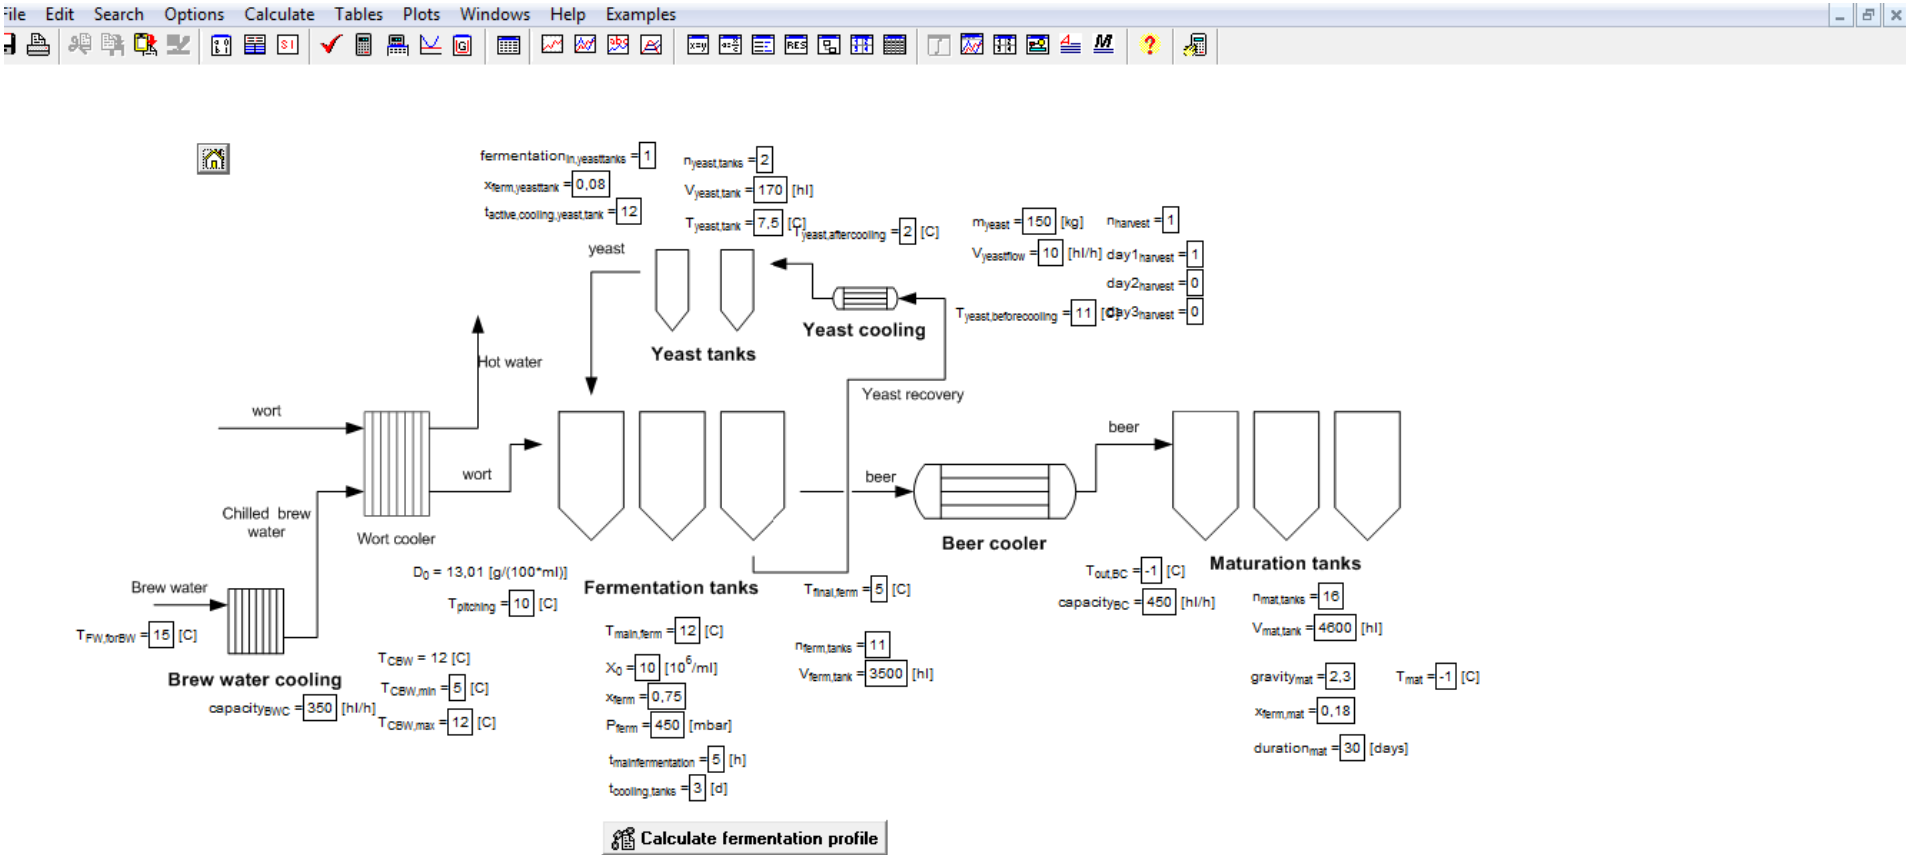 File Edit Search Options Calculate Tables Plots Windows Help Examples
fermentation in,yeasttanks = 1
x ferm,yeasttank = 0,08
t active,cooling,yeast,tank = 12
n yeast,tanks = 2
V yeast,tank = 170 [hl]
T yeast,tank = 7,5 [C]
T yeast,aftercooling = 2 [C]
m yeast = 150 [kg]
n harvest = 1
V yeastflow = 10 [hl/h]
day1 harvest = 1
day2 harvest = 0
T yeast,beforecooling = 11 [C]
day3 harvest = 0
yeast
Yeast cooling
Yeast tanks
Hot water
Yeast recovery
wort
beer
wort
beer
Chilled brew
water
Wort cooler
Beer cooler
Maturation tanks
D0 = 13,01 [g/(100*ml)]
T pitching = 10 [C]
Fermentation tanks
T final,ferm = 5 [C]
T out,BC = -1 [C]
capacity BC = 450 [hl/h]
Brew water
T FW,forBW = 15 [C]
Brew water cooling
capacity BWC = 350 [hl/h]
T CBW = 12 [C]
T CBW,min = 5 [C]
T CBW,max = 12 [C]
T main,ferm = 12 [C]
X0 = 10 [10^6/ml]
x ferm = 0,75
P ferm = 450 [mbar]
t mainfermentation = 5 [h]
t cooling,tanks = 3 [d]
n ferm,tanks = 11
V ferm,tank = 3500 [hl]
n mat,tanks = 16
V mat,tank = 4600 [hl]
gravity mat = 2,3
T mat = -1 [C]
x ferm,mat = 0,18
duration mat = 30 [days]
Calculate fermentation profile